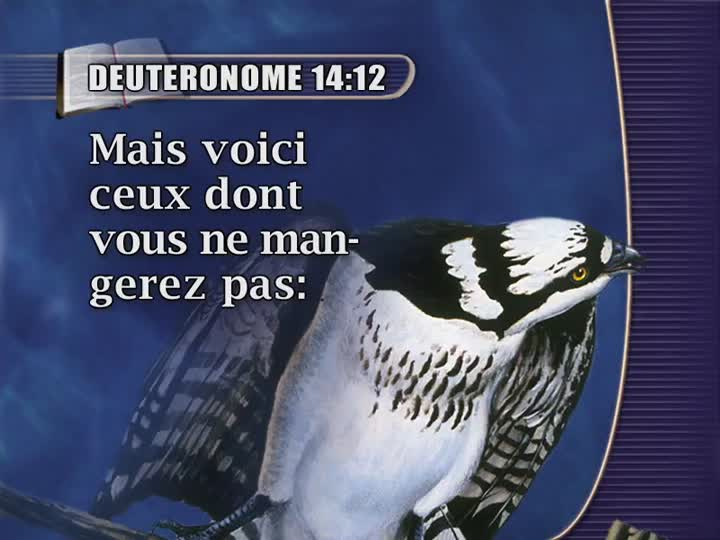 DEUTERONOME 14:12
Mais voici
ceux dont
vous ne man-
gerez pas: